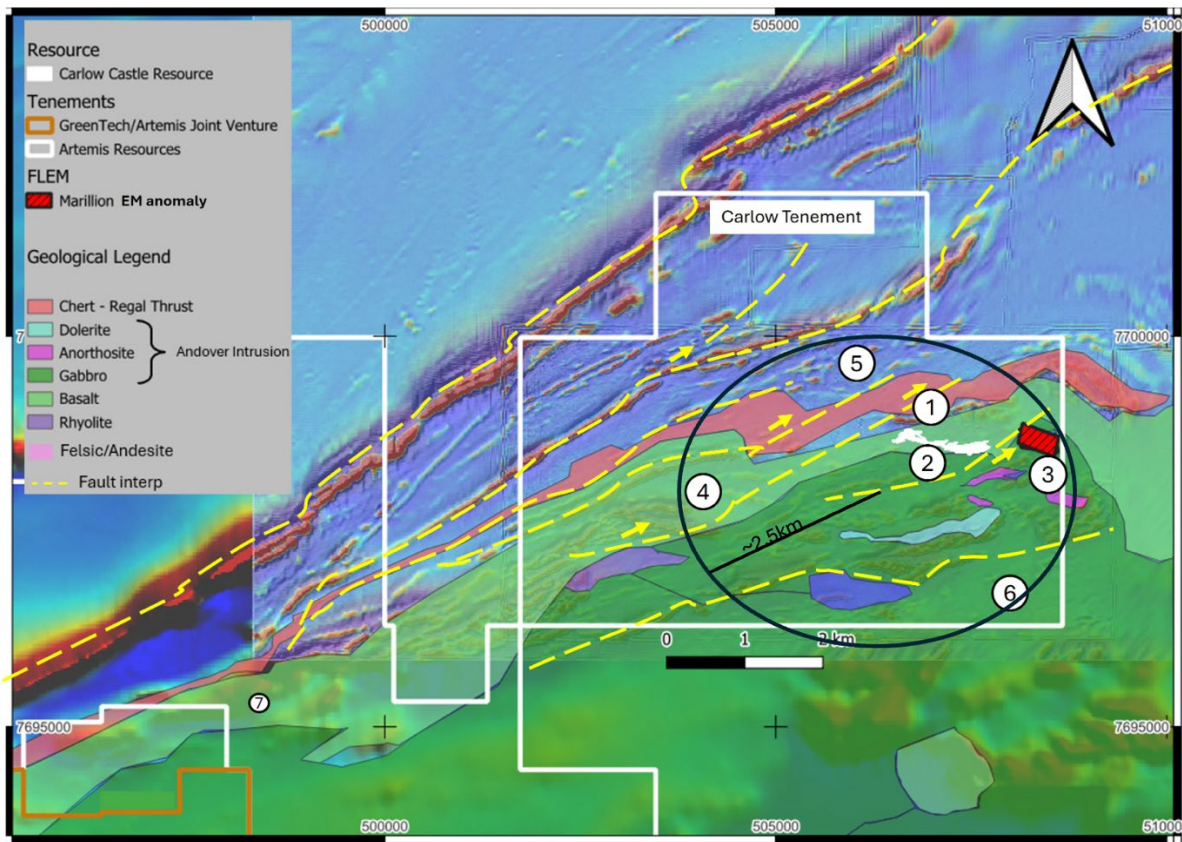 500000
505000
51000
Resource
Carlow Castle Resource
Tenements
GreenTech/Artemis Joint Venture
Artemis Resources
FLEM
Marillion EM anomaly
Geological Legend
Chert - Regal Thrust
Dolerite
Anorthosite
Andover Intrusion
Gabbro
Basalt
Rhyolite
Felsic/Andesite
Fault interp
Carlow Tenement
7
7700000
5
1
2
3
4
~2.5km
6
0 1 2 km
7
7695000
7695000
500000
505000
51000